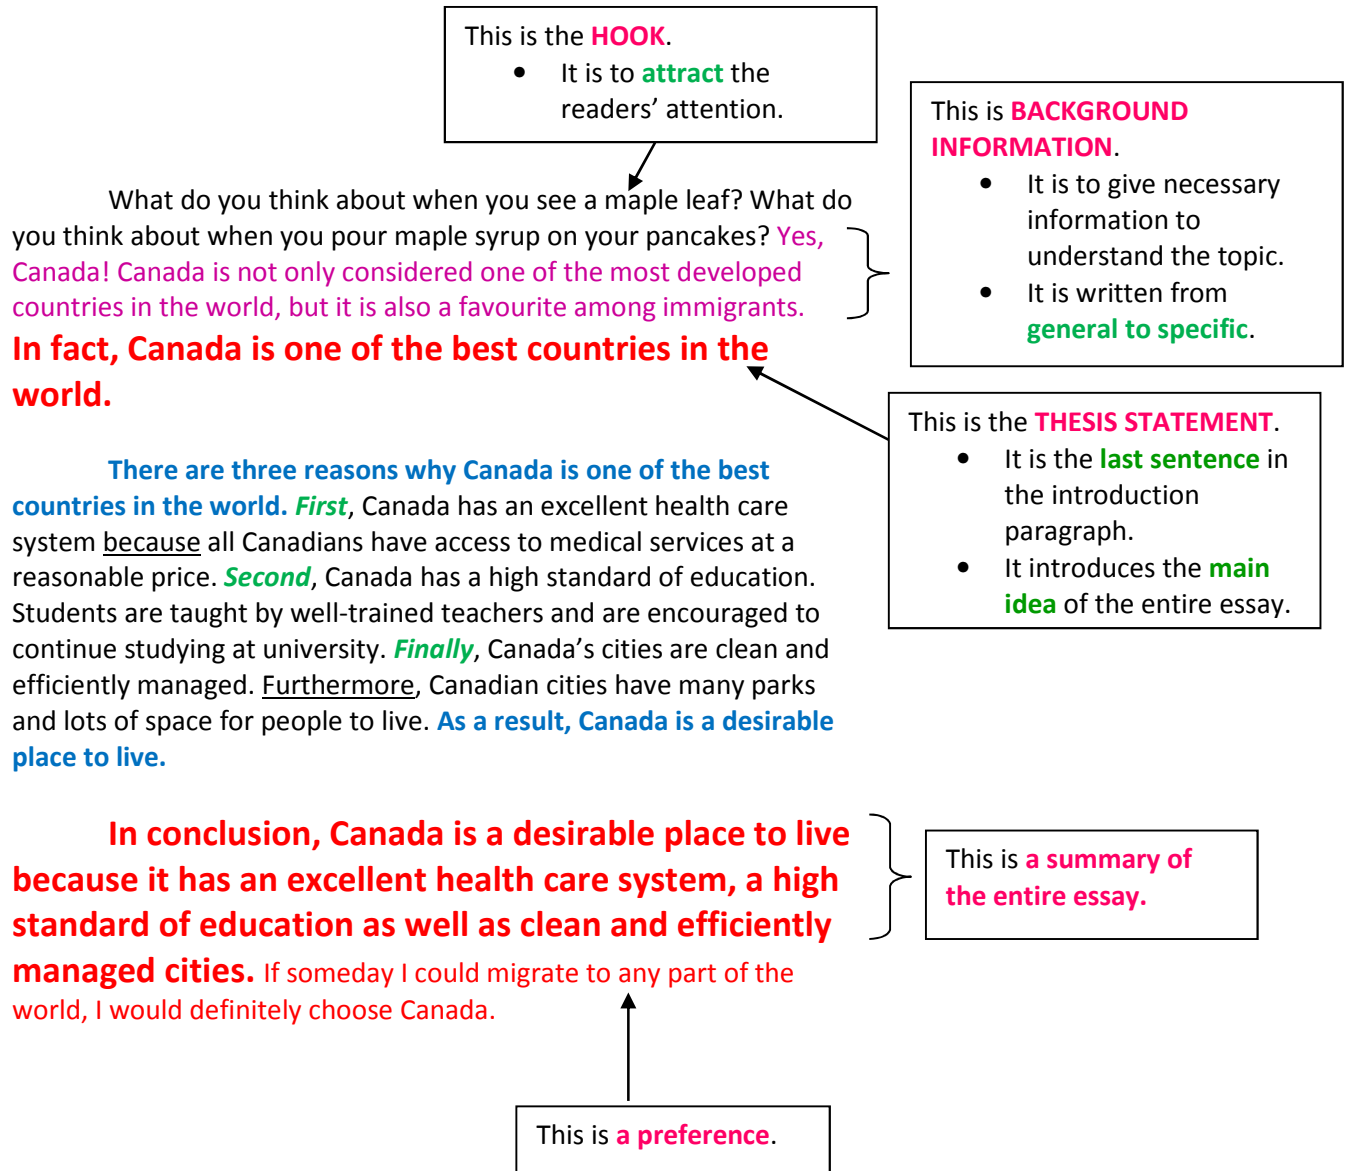 This is the HOOK.
• It is to attract the
readers’ attention.
This is BACKGROUND
INFORMATION.
• It is to give necessary
information to
understand the topic.
• It is written from
general to specific.
What do you think about when you see a maple leaf? What do
you think about when you pour maple syrup on your pancakes? Yes,
Canada! Canada is not only considered one of the most developed
countries in the world, but it is also a favourite among immigrants.
In fact, Canada is one of the best countries in the
world.
This is the THESIS STATEMENT.
• It is the last sentence in
the introduction
paragraph.
• It introduces the main
idea of the entire essay.
There are three reasons why Canada is one of the best
countries in the world. First, Canada has an excellent health care
system because all Canadians have access to medical services at a
reasonable price. Second, Canada has a high standard of education.
Students are taught by well-trained teachers and are encouraged to
continue studying at university. Finally, Canada’s cities are clean and
efficiently managed. Furthermore, Canadian cities have many parks
and lots of space for people to live. As a result, Canada is a desirable
place to live.
In conclusion, Canada is a desirable place to live
because it has an excellent health care system, a high
standard of education as well as clean and efficiently
managed cities. If someday I could migrate to any part of the
world, I would definitely choose Canada.
This is a summary of
the entire essay.
This is a preference.